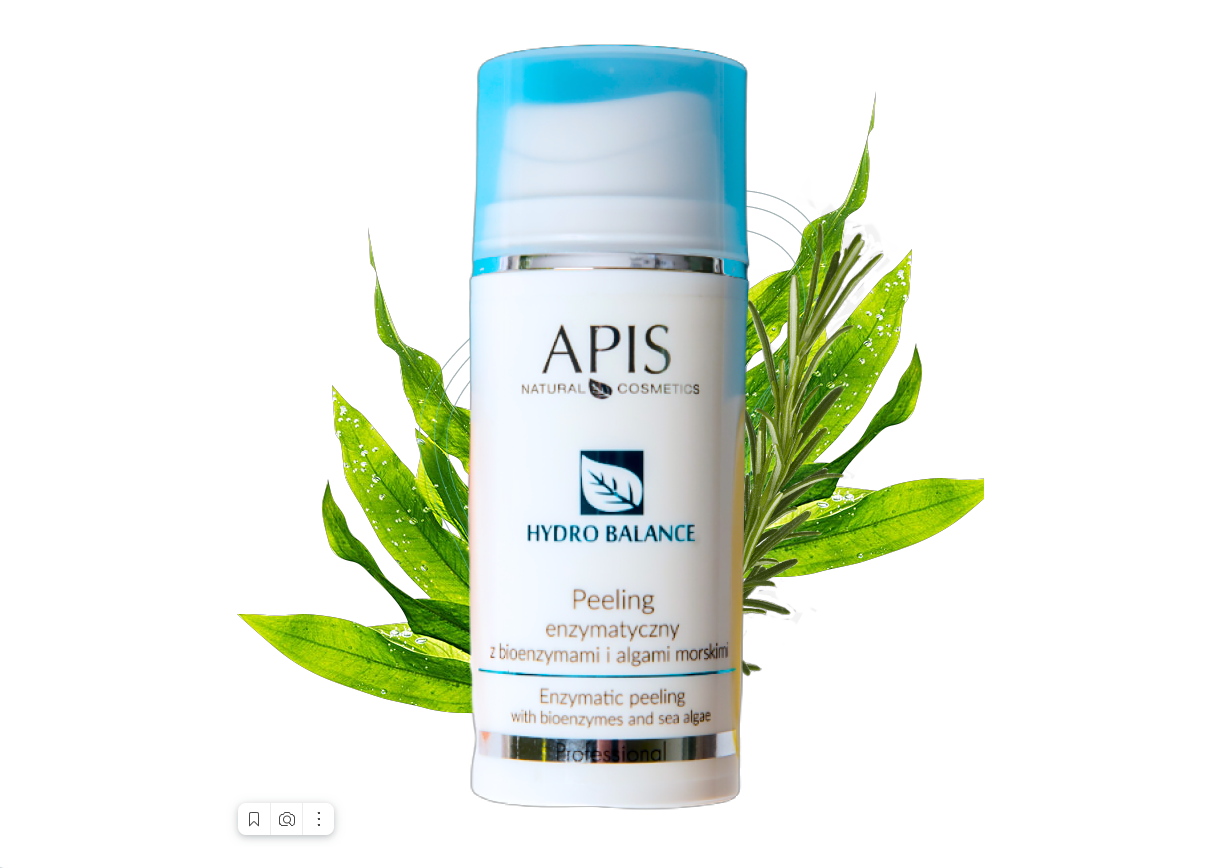 APIS
NATURAL COSMETICS
HYDRO BALANCE
Peeling
enzymatyczny
z bioenzymami i algami morskimi
Enzymatic peeling
with bioenzymes and sea algae
Professional